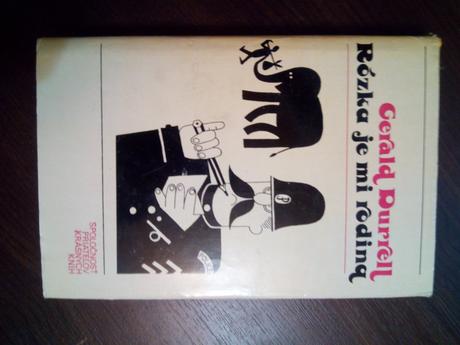 Gerald Durrell
Rózka je mi rodina
SPOLOČNOSŤ
PRIATEĽOV
KRÁSNYCH
KNÍH